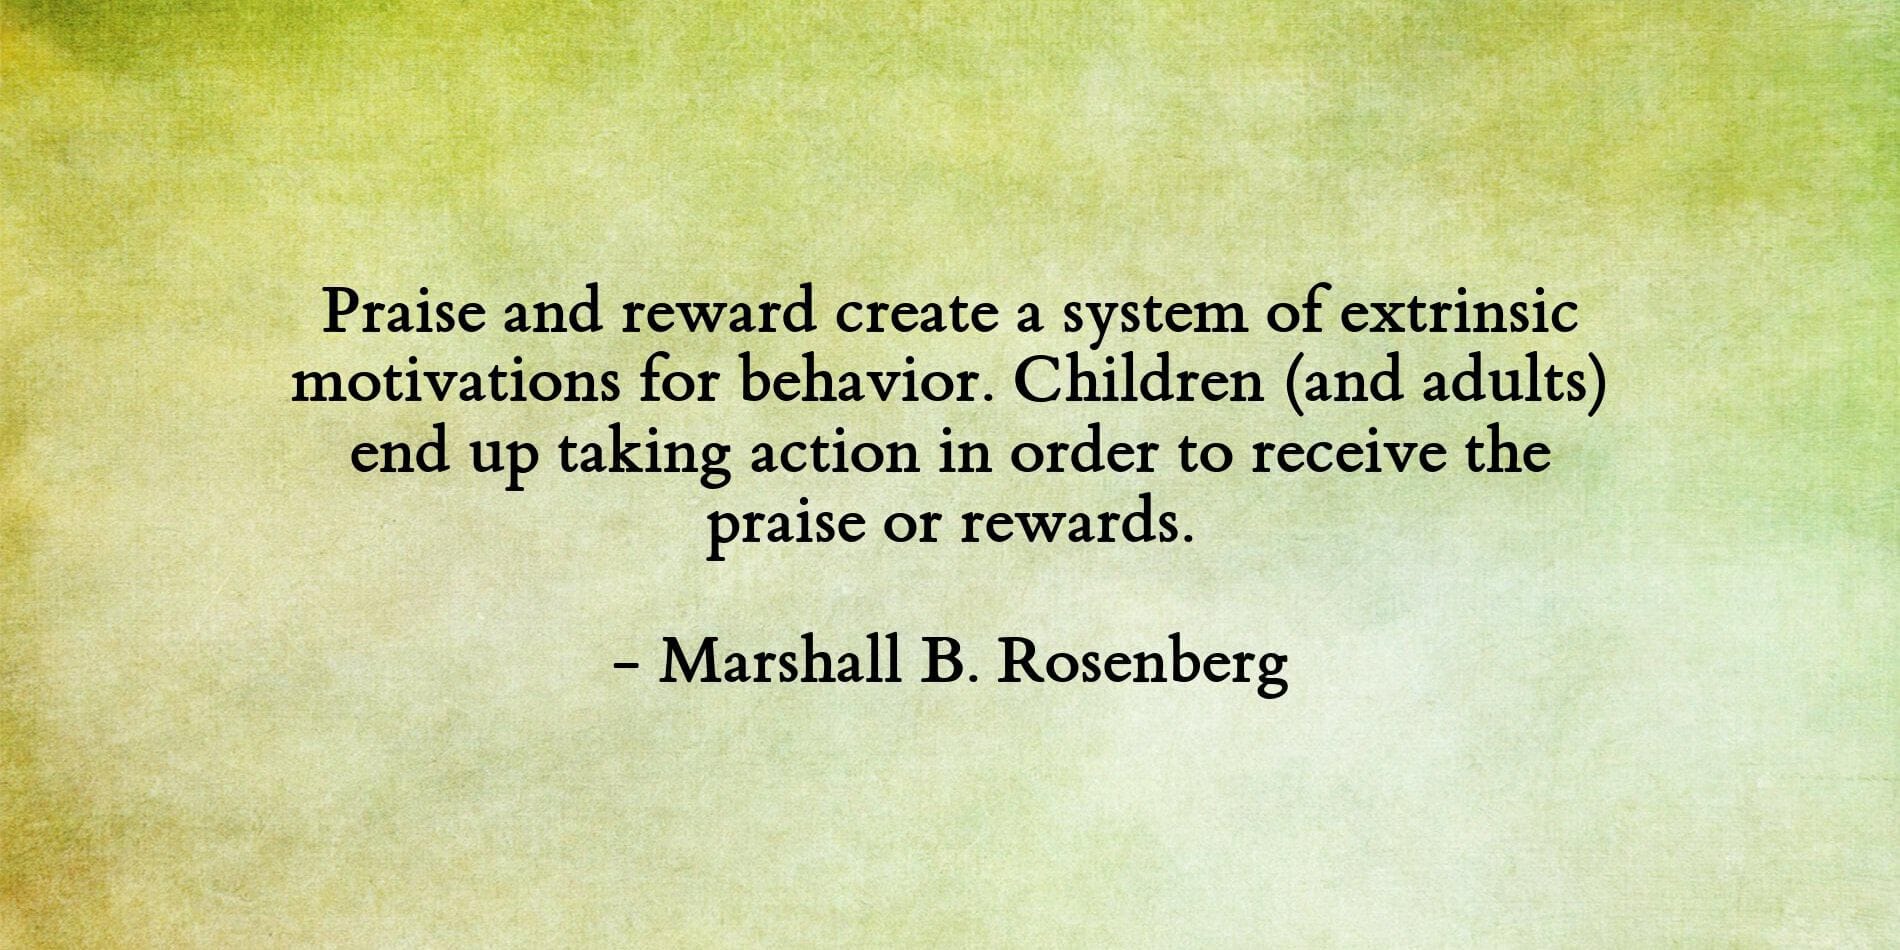 Praise and reward create a system of extrinsic
motivations for behavior. Children (and adults)
end up taking action in order to receive the
praise or rewards.
- Marshall B. Rosenberg